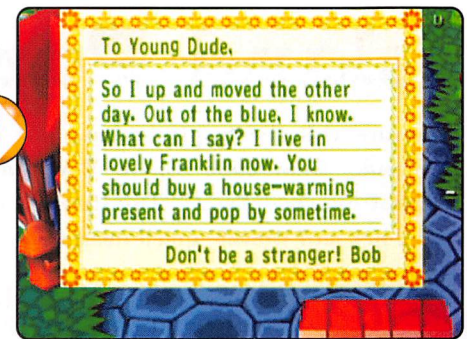 To Young Dude,
So I up and moved the other
day. Out of the blue, I know.
What can I say? I live in
lovely Franklin now. You
should buy a house-warming
present and pop by sometime.
Don't be a stranger! Bob